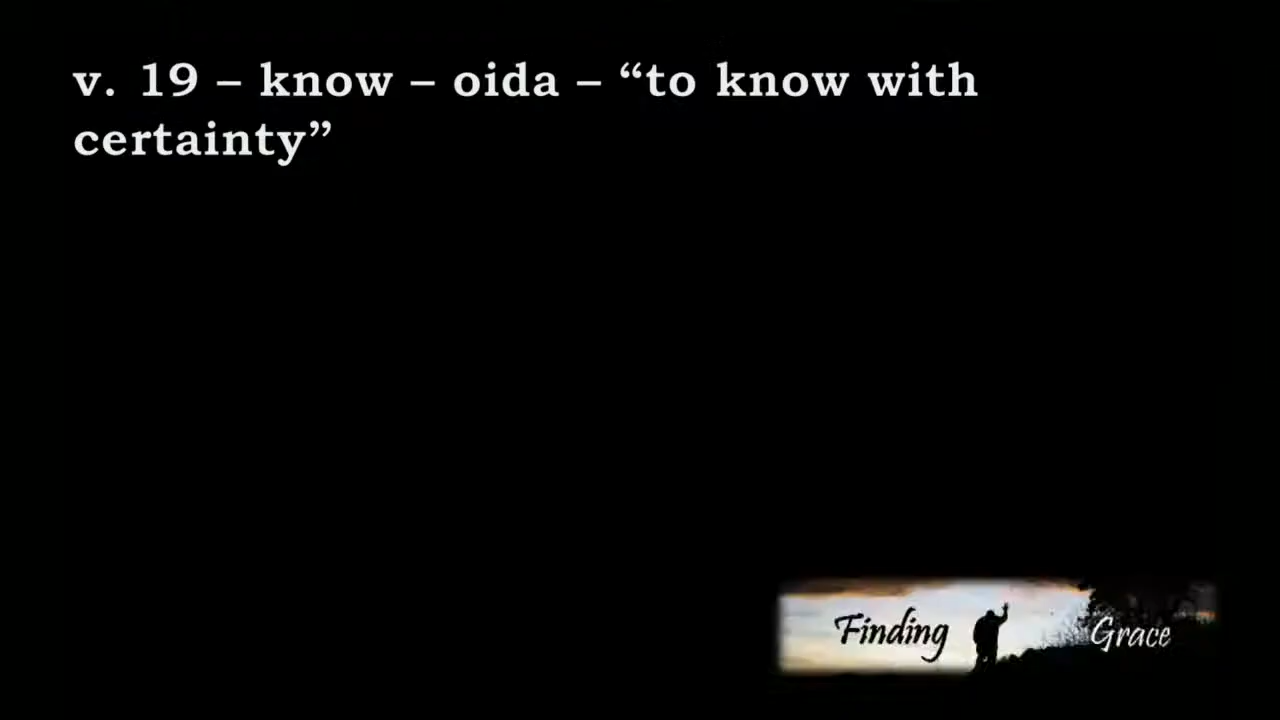 v. 19 – know – oida – “to know with
certainty”
Finding Grace